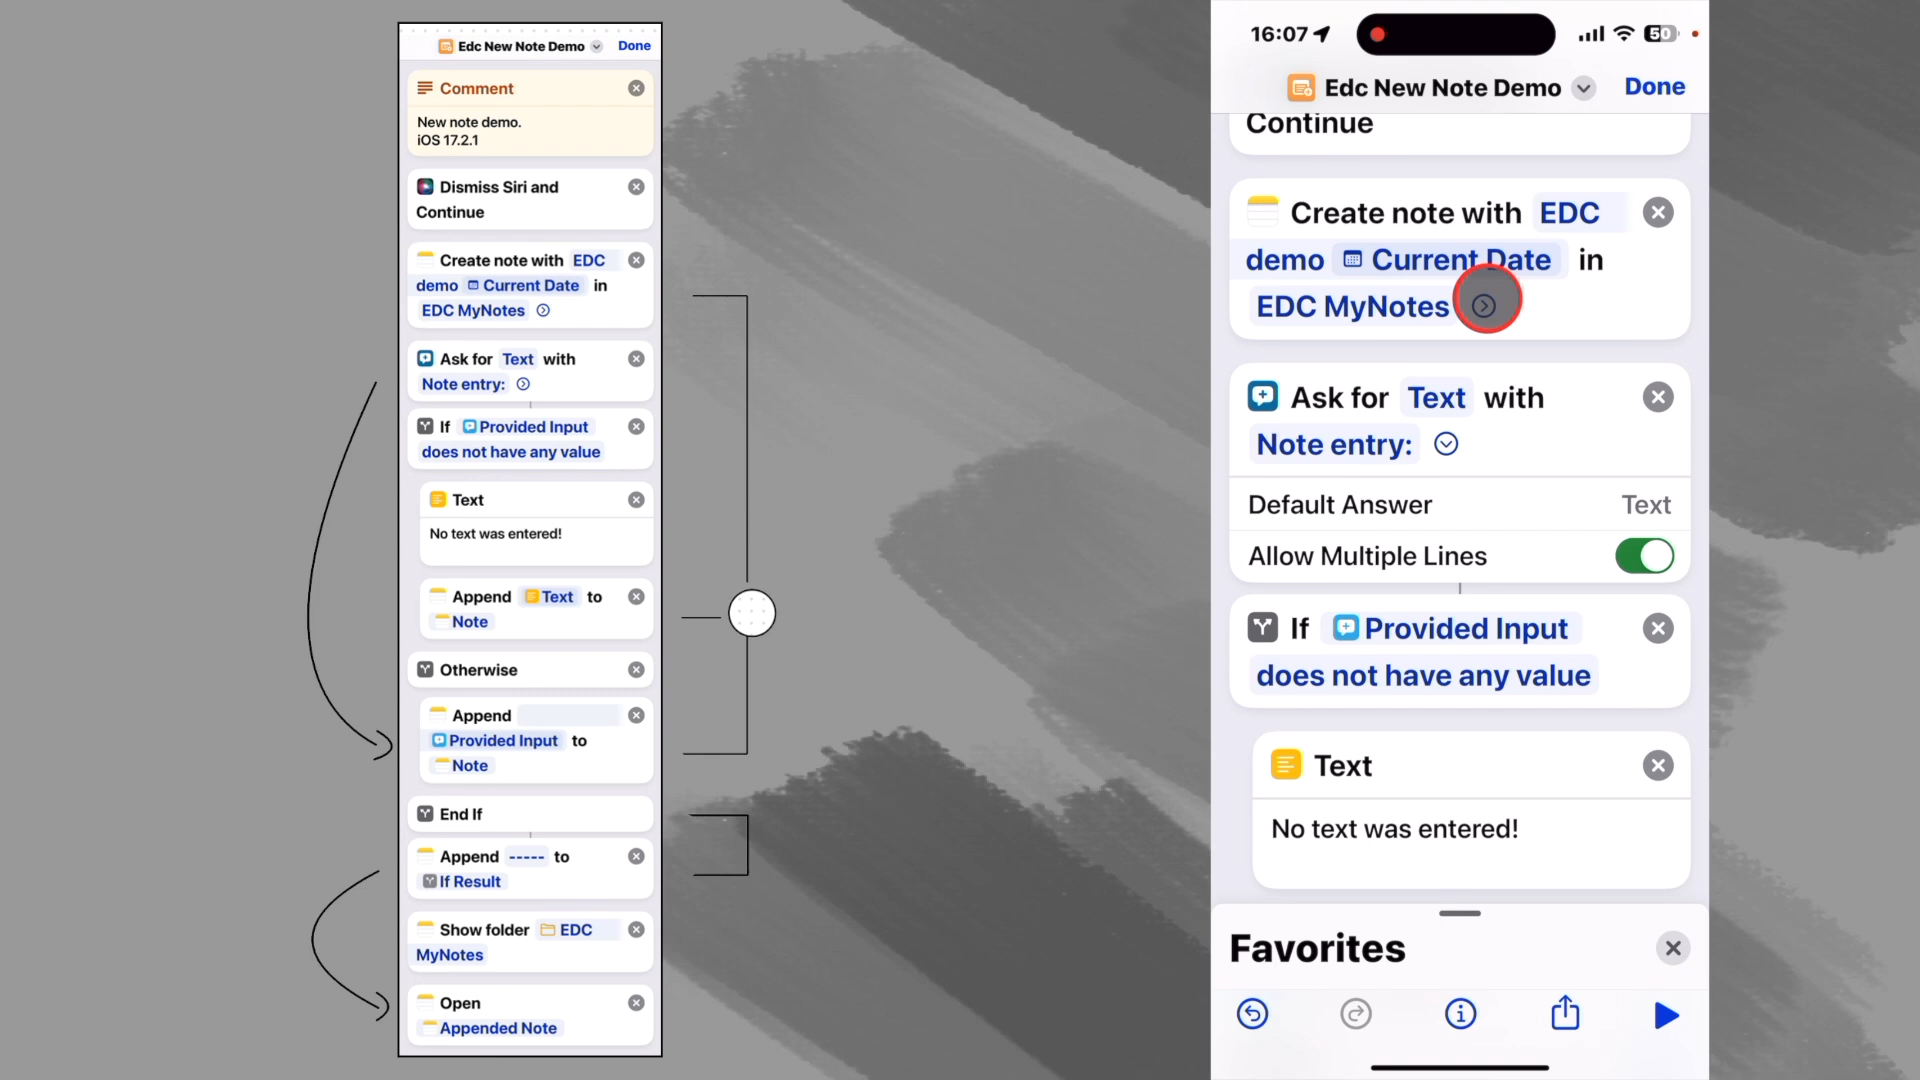 Edc New Note Demo
Done
Comment
New note demo.
iOS 17.2.1
Dismiss Siri and
Continue
Create note with EDC
demo Current Date in
EDC MyNotes
Ask for Text with
Note entry:
If Provided Input
does not have any value
Text
No text was entered!
Append Text to
Note
Otherwise
Append
Provided Input to
Note
End If
Append ----- to
If Result
Show folder EDC
MyNotes
Open
Appended Note
16:07
50
Edc New Note Demo
Done
Continue
Create note with EDC
demo Current Date in
EDC MyNotes
Ask for Text with
Note entry:
Default Answer Text
Allow Multiple Lines
If Provided Input
does not have any value
Text
No text was entered!
Favorites